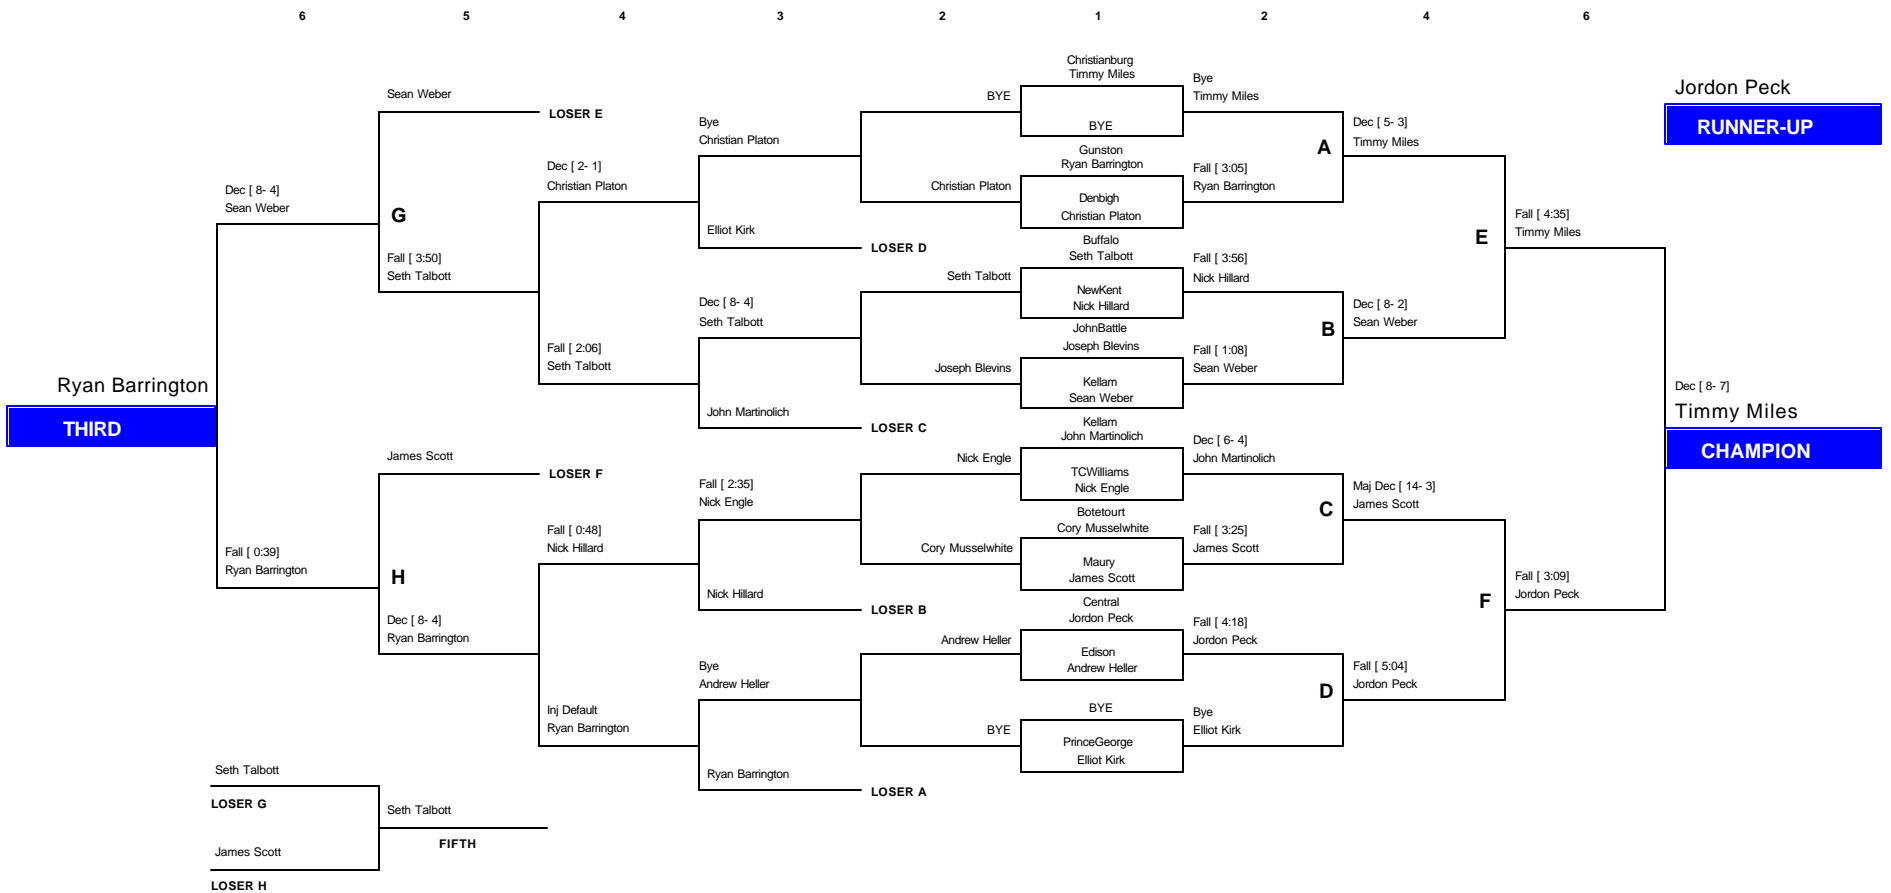 6 5 4 3 2 1 2 4 6
Sean Weber
LOSER E
Dec [ 8- 4]
Sean Weber
G
Fall [ 3:50]
Seth Talbott
Ryan Barrington
THIRD
James Scott
LOSER F
Fall [ 0:39]
Ryan Barrington
H
Dec [ 8- 4]
Ryan Barrington
Seth Talbott
LOSER G
Seth Talbott
FIFTH
James Scott
LOSER H
Dec [ 2- 1]
Christian Platon
Fall [ 2:06]
Seth Talbott
Fall [ 0:48]
Nick Hillard
Inj Default
Ryan Barrington
Bye
Christian Platon
Elliot Kirk
LOSER D
Dec [ 8- 4]
Seth Talbott
John Martinolich
LOSER C
Fall [ 2:35]
Nick Engle
Nick Hillard
LOSER B
Bye
Andrew Heller
Ryan Barrington
LOSER A
BYE
Christian Platon
Seth Talbott
Joseph Blevins
Nick Engle
Cory Musselwhite
Andrew Heller
BYE
Christianburg
Timmy Miles
BYE
Gunston
Ryan Barrington
Denbigh
Christian Platon
Buffalo
Seth Talbott
NewKent
Nick Hillard
JohnBattle
Joseph Blevins
Kellam
Sean Weber
Kellam
John Martinolich
TCWilliams
Nick Engle
Botetourt
Cory Musselwhite
Maury
James Scott
Central
Jordon Peck
Edison
Andrew Heller
BYE
PrinceGeorge
Elliot Kirk
Bye
Timmy Miles
A
Fall [ 3:05]
Ryan Barrington
Fall [ 3:56]
Nick Hillard
B
Fall [ 1:08]
Sean Weber
Dec [ 6- 4]
John Martinolich
C
Fall [ 3:25]
James Scott
Fall [ 4:18]
Jordon Peck
D
Bye
Elliot Kirk
Dec [ 5- 3]
Timmy Miles
E
Dec [ 8- 2]
Sean Weber
Maj Dec [ 14- 3]
James Scott
F
Fall [ 5:04]
Jordon Peck
Fall [ 4:35]
Timmy Miles
Fall [ 3:09]
Jordon Peck
Jordon Peck
RUNNER-UP
Dec [ 8- 7]
Timmy Miles
CHAMPION